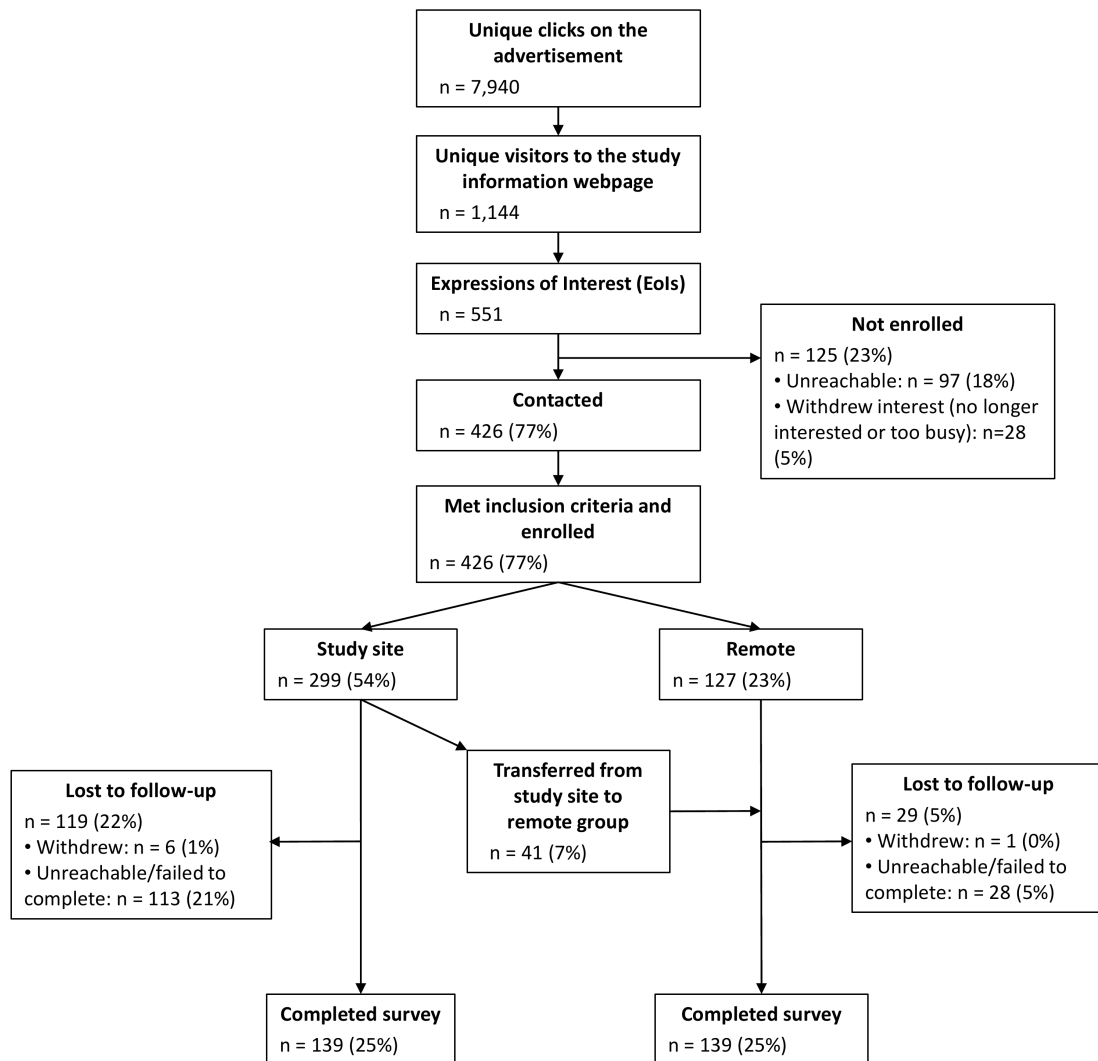 Unique clicks on the
advertisement
n = 7,940
Unique visitors to the study
information webpage
n = 1,144
Expressions of Interest (EoIs)
n = 551
Not enrolled
n = 125 (23%)
• Unreachable: n = 97 (18%)
• Withdrew interest (no longer
interested or too busy): n=28
(5%)
Contacted
n = 426 (77%)
Met inclusion criteria and
enrolled
n = 426 (77%)
Study site
n = 299 (54%)
Remote
n = 127 (23%)
Transferred from
study site to
remote group
n = 41 (7%)
Lost to follow-up
n = 119 (22%)
• Withdrew: n = 6 (1%)
• Unreachable/failed to
complete: n = 113 (21%)
Lost to follow-up
n = 29 (5%)
• Withdrew: n = 1 (0%)
• Unreachable/failed to
complete: n = 28 (5%)
Completed survey
n = 139 (25%)
Completed survey
n = 139 (25%)